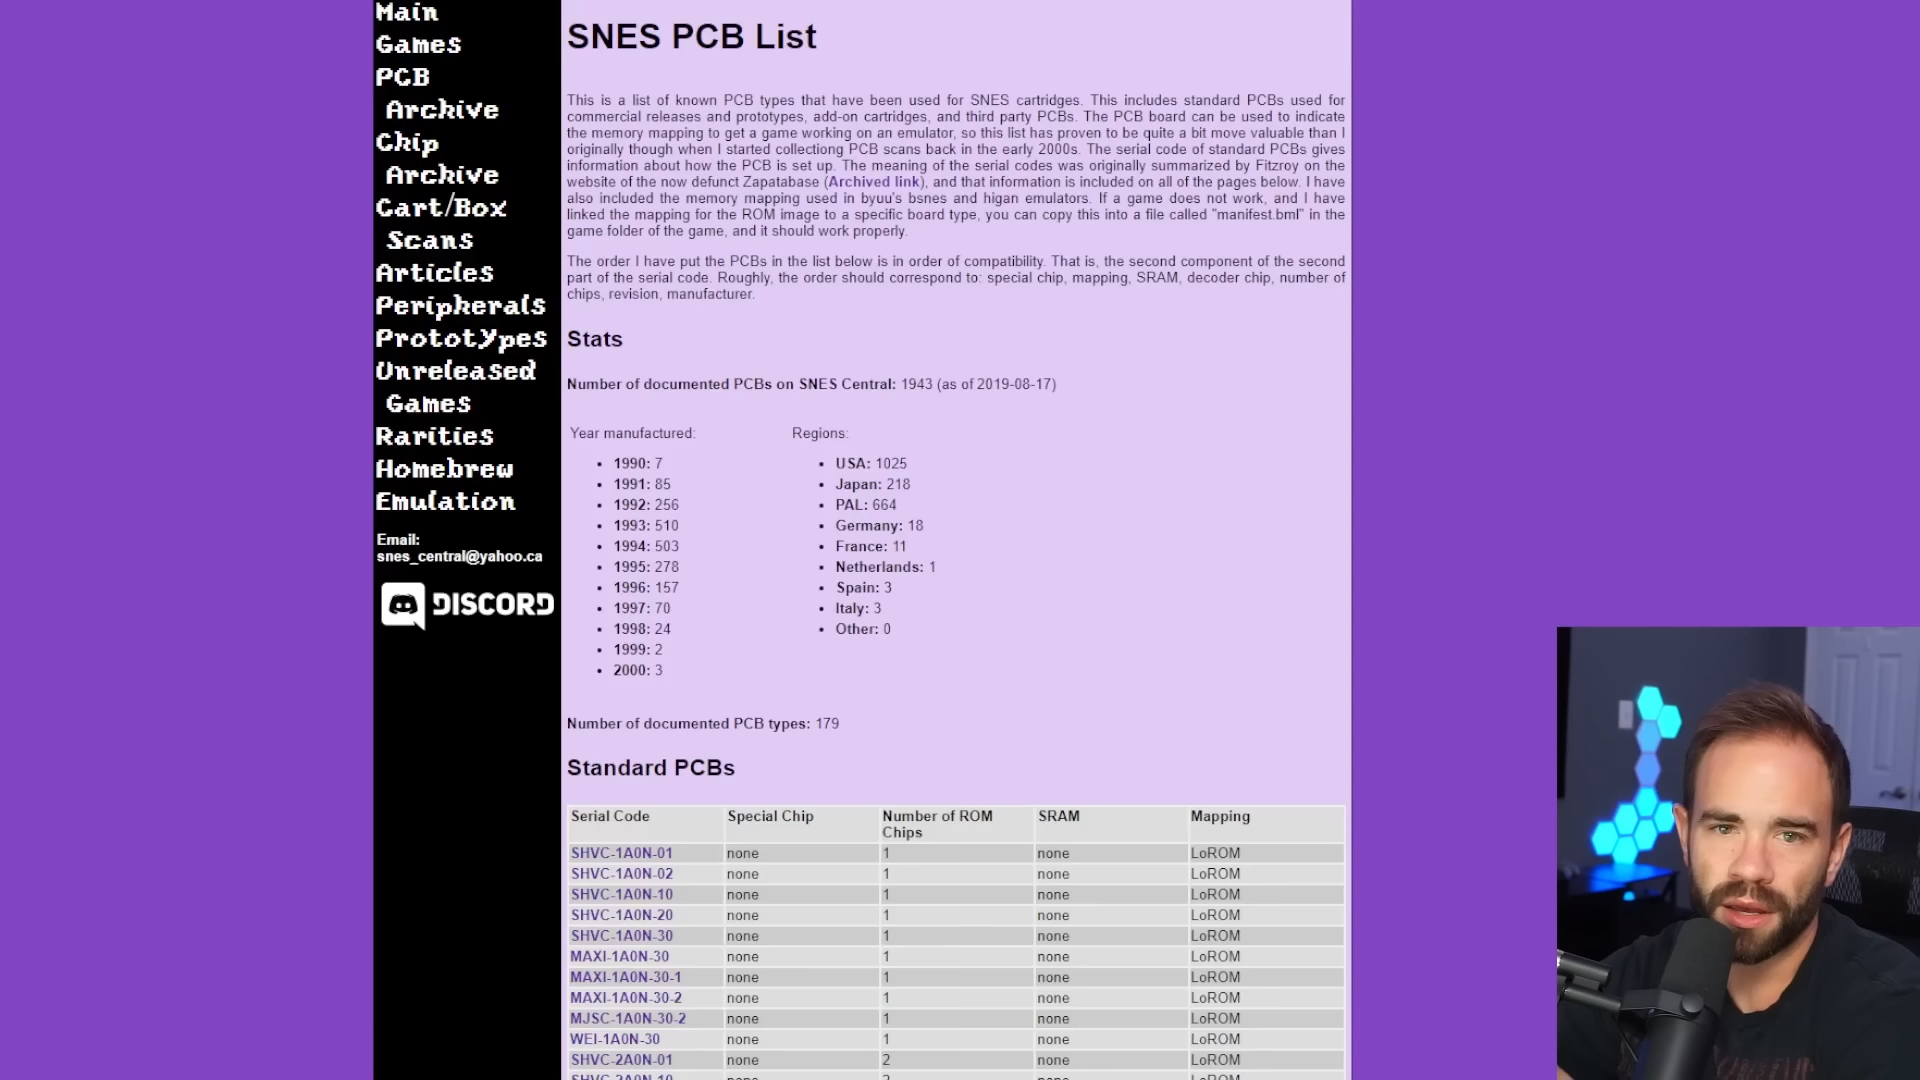 Main
Games
PCB
Archive
Chip
Archive
Cart/Box
Scans
Articles
Peripherals
Prototypes
Unreleased
Games
Rarities
Homebrew
Emulation
Email:
snes_central@yahoo.ca
DISCORD
SNES PCB List
This is a list of known PCB types that have been used for SNES cartridges. This includes standard PCBs used for
commercial releases and prototypes, add-on cartridges, and third party PCBs. The PCB board can be used to indicate
the memory mapping to get a game working on an emulator, so this list has proven to be quite a bit move valuable than I
originally though when I started collectiong PCB scans back in the early 2000s. The serial code of standard PCBs gives
information about how the PCB is set up. The meaning of the serial codes was originally summarized by Fitzroy on the
website of the now defunct Zapatabase (Archived link), and that information is included on all of the pages below. I have
also included the memory mapping used in byuu's bsnes and higan emulators. If a game does not work, and I have
linked the mapping for the ROM image to a specific board type, you can copy this into a file called "manifest.bml" in the
game folder of the game, and it should work properly.
The order I have put the PCBs in the list below is in order of compatibility. That is, the second component of the second
part of the serial code. Roughly, the order should correspond to: special chip, mapping, SRAM, decoder chip, number of
chips, revision, manufacturer.
Stats
Number of documented PCBs on SNES Central: 1943 (as of 2019-08-17)
Year manufactured:
1990: 7
1991: 85
1992: 256
1993: 510
1994: 503
1995: 278
1996: 157
1997: 70
1998: 24
1999: 2
2000: 3
Regions:
USA: 1025
Japan: 218
PAL: 664
Germany: 18
France: 11
Netherlands: 1
Spain: 3
Italy: 3
Other: 0
Number of documented PCB types: 179
Standard PCBs
Serial Code Special Chip Number of ROM Chips SRAM Mapping
SHVC-1A0N-01 none 1 none LoROM
SHVC-1A0N-02 none 1 none LoROM
SHVC-1A0N-10 none 1 none LoROM
SHVC-1A0N-20 none 1 none LoROM
SHVC-1A0N-30 none 1 none LoROM
MAXI-1A0N-30 none 1 none LoROM
MAXI-1A0N-30-1 none 1 none LoROM
MAXI-1A0N-30-2 none 1 none LoROM
MJSC-1A0N-30-2 none 1 none LoROM
WEI-1A0N-30 none 1 none LoROM
SHVC-2A0N-01 none 2 none LoROM
SHVC-2A0N-10 none 2 none LoROM